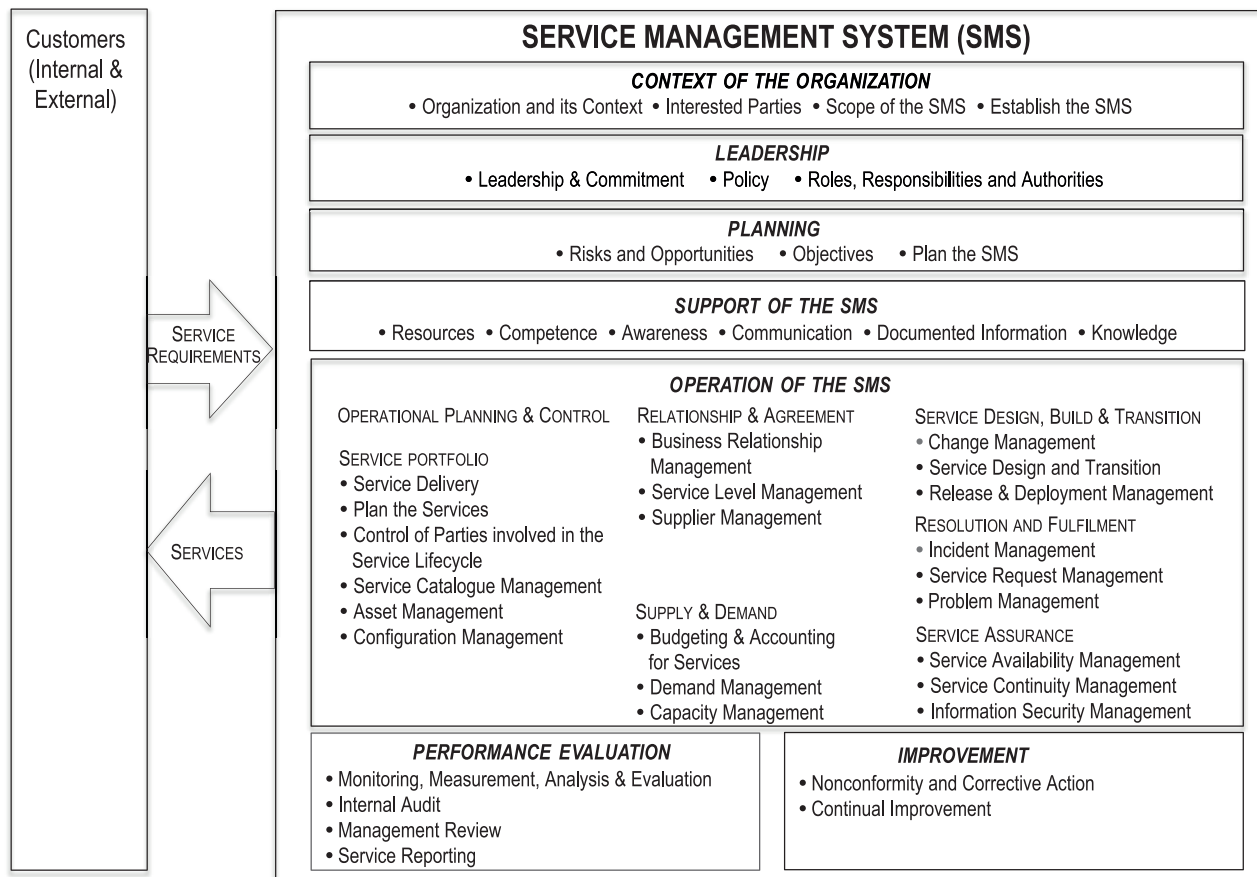 Customers
(Internal &
External)
SERVICE
REQUIREMENTS
SERVICES
SERVICE MANAGEMENT SYSTEM (SMS)
CONTEXT OF THE ORGANIZATION
• Organization and its Context • Interested Parties • Scope of the SMS • Establish the SMS
LEADERSHIP
• Leadership & Commitment • Policy • Roles, Responsibilities and Authorities
PLANNING
• Risks and Opportunities • Objectives • Plan the SMS
SUPPORT OF THE SMS
• Resources • Competence • Awareness • Communication • Documented Information • Knowledge
OPERATION OF THE SMS
OPERATIONAL PLANNING & CONTROL
SERVICE PORTFOLIO
• Service Delivery
• Plan the Services
• Control of Parties involved in the
Service Lifecycle
• Service Catalogue Management
• Asset Management
• Configuration Management
RELATIONSHIP & AGREEMENT
• Business Relationship
Management
• Service Level Management
• Supplier Management
SUPPLY & DEMAND
• Budgeting & Accounting
for Services
• Demand Management
• Capacity Management
SERVICE DESIGN, BUILD & TRANSITION
• Change Management
• Service Design and Transition
• Release & Deployment Management
RESOLUTION AND FULFILMENT
• Incident Management
• Service Request Management
• Problem Management
SERVICE ASSURANCE
• Service Availability Management
• Service Continuity Management
• Information Security Management
PERFORMANCE EVALUATION
• Monitoring, Measurement, Analysis & Evaluation
• Internal Audit
• Management Review
• Service Reporting
IMPROVEMENT
• Nonconformity and Corrective Action
• Continual Improvement